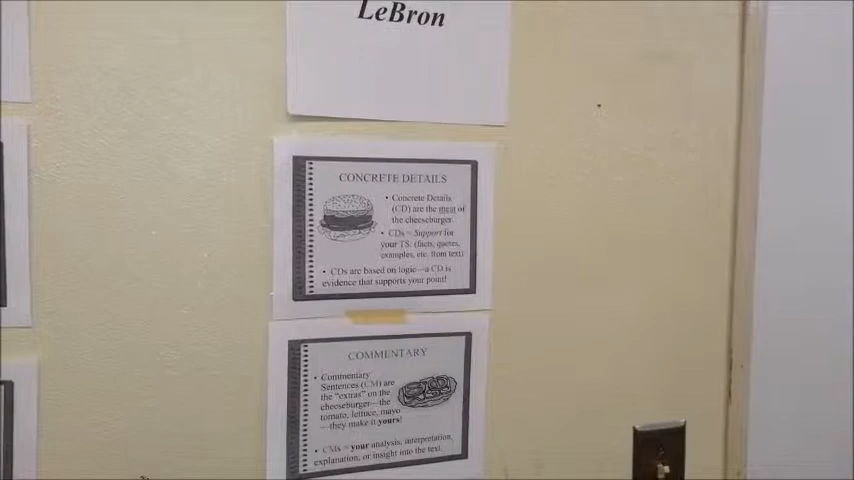 LeBron
CONCRETE DETAILS
• Concrete Details
(CD) are the meat of
the cheeseburger.
• CDs = Support for
your TS. (facts, quotes,
examples, etc. from text)
• CDs are based on logic—a CD is
evidence that supports your point!
COMMENTARY
• Commentary
Sentences (CM) are
the "extras" on the
cheeseburger—the
tomato, lettuce, mayo
—they make it yours!
• CMs = your analysis, interpretation,
explanation, or insight into the text.